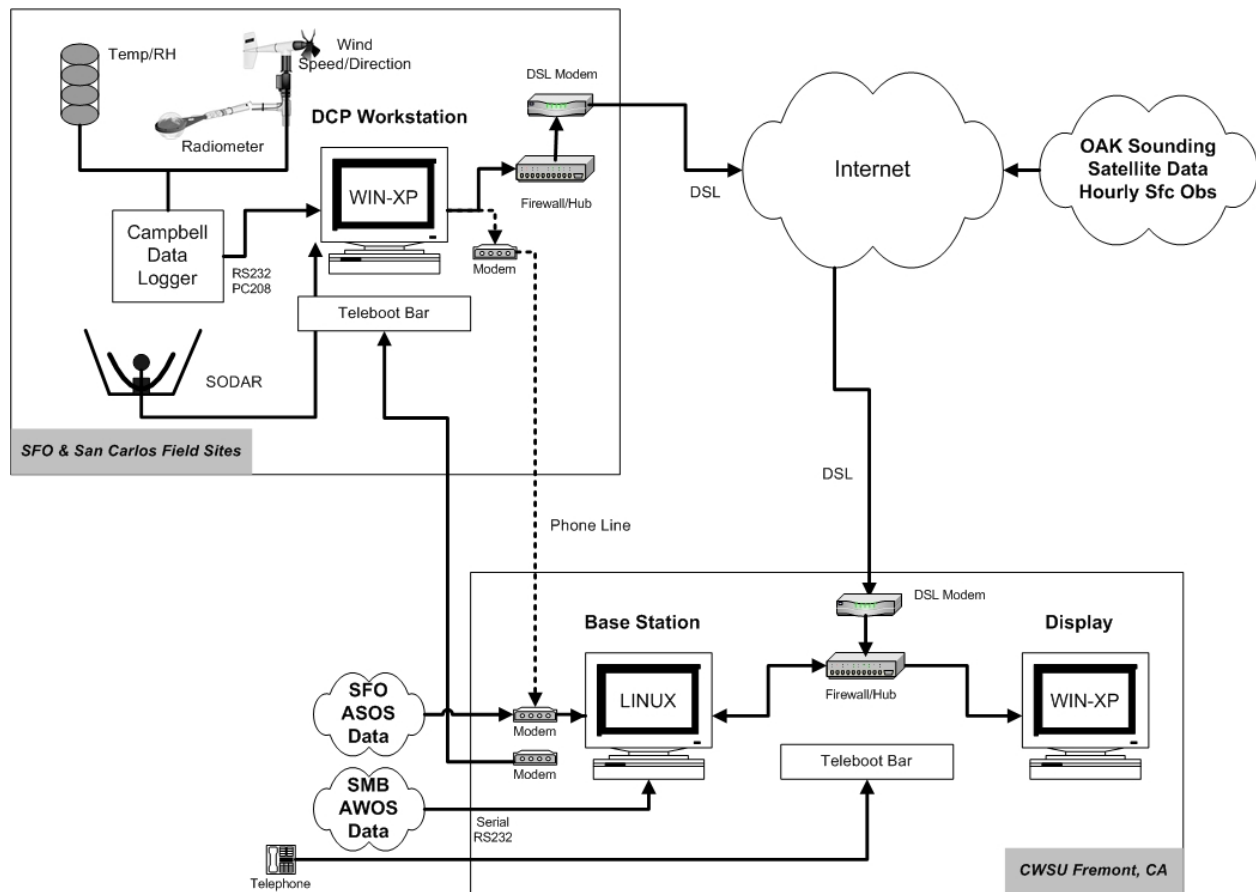 Temp/RH
Wind
Speed/Direction
Radiometer
DCP Workstation
DSL Modem
WIN-XP
Firewall/Hub
DSL
Internet
OAK Sounding
Satellite Data
Hourly Sfc Obs
Campbell
Data
Logger
RS232
PC208
Modem
Teleboot Bar
SODAR
SFO & San Carlos Field Sites
DSL
Phone Line
DSL Modem
Base Station
Display
LINUX
Firewall/Hub
WIN-XP
SFO
ASOS
Data
Modem
Modem
Teleboot Bar
SMB
AWOS
Data
Serial
RS232
Telephone
CWSU Fremont, CA